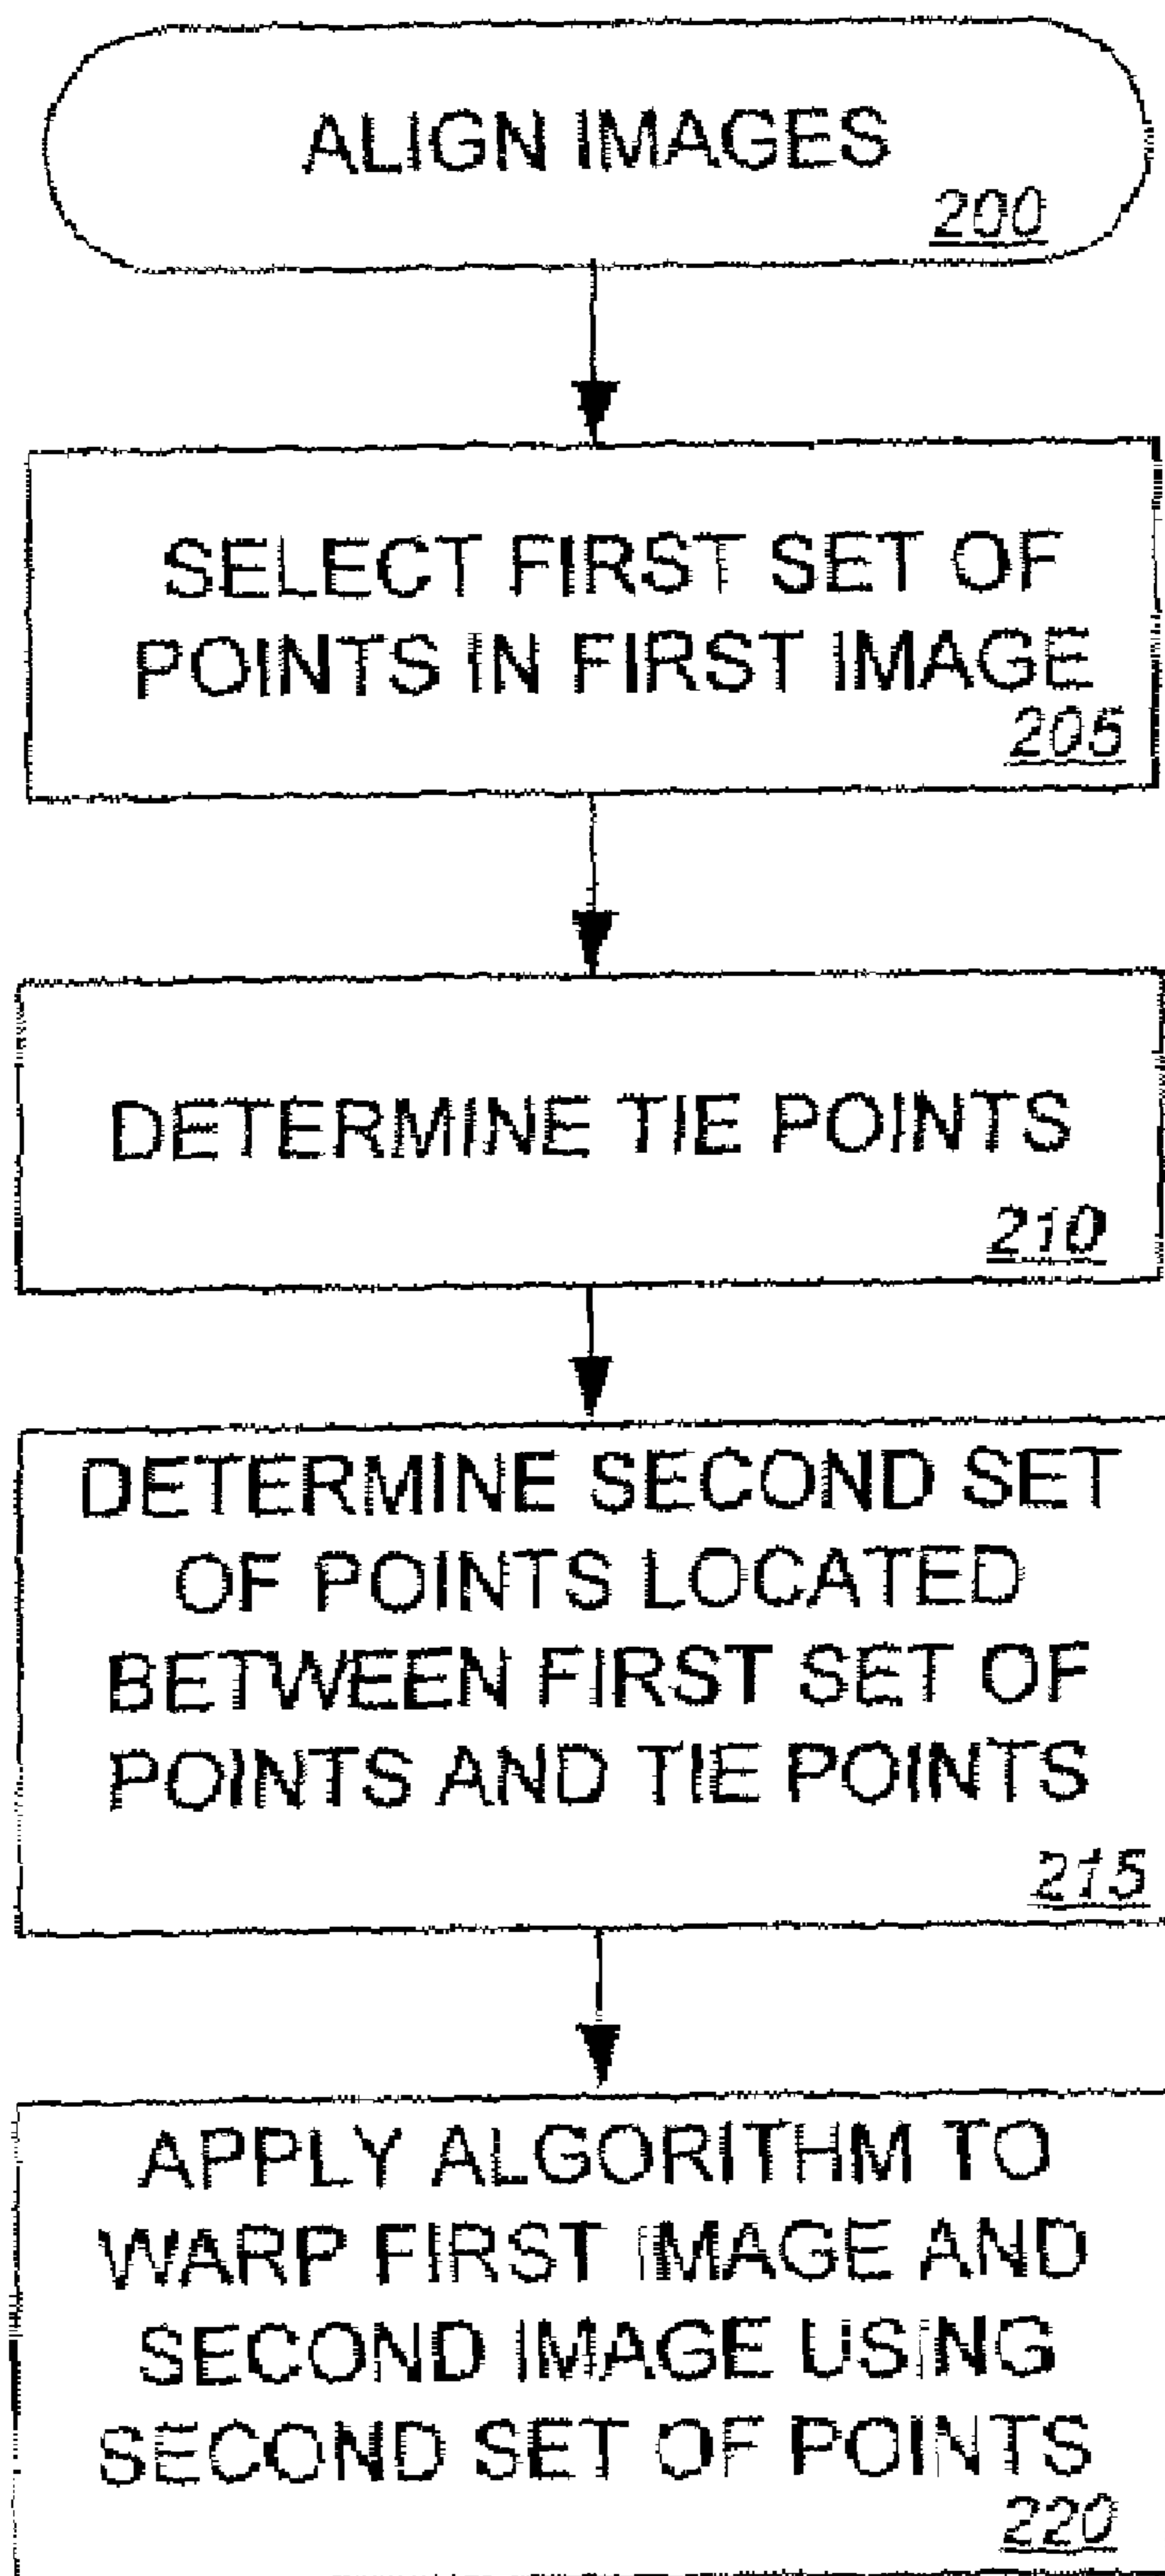 ALIGN IMAGES
200
SELECT FIRST SET OF
POINTS IN FIRST IMAGE
205
DETERMINE TIE POINTS
210
DETERMINE SECOND SET
OF POINTS LOCATED
BETWEEN FIRST SET OF
POINTS AND TIE POINTS
215
APPLY ALGORITHM TO
WARP FIRST IMAGE AND
SECOND IMAGE USING
SECOND SET OF POINTS
220